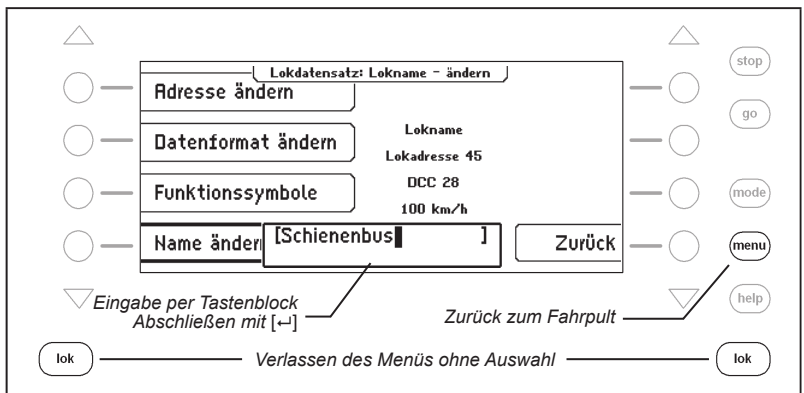 Lokdatensatz: Lokname - ändern
stop
Adresse ändern
go
Datenformat ändern
Lokname
Lokadresse 45
Funktionssymbole
DCC 28
100 km/h
mode
Name änder
[Schienenbus ]
Zurück
menu
Eingabe per Tastenblock
Abschließen mit [↵]
Zurück zum Fahrpult
help
lok
Verlassen des Menüs ohne Auswahl
lok